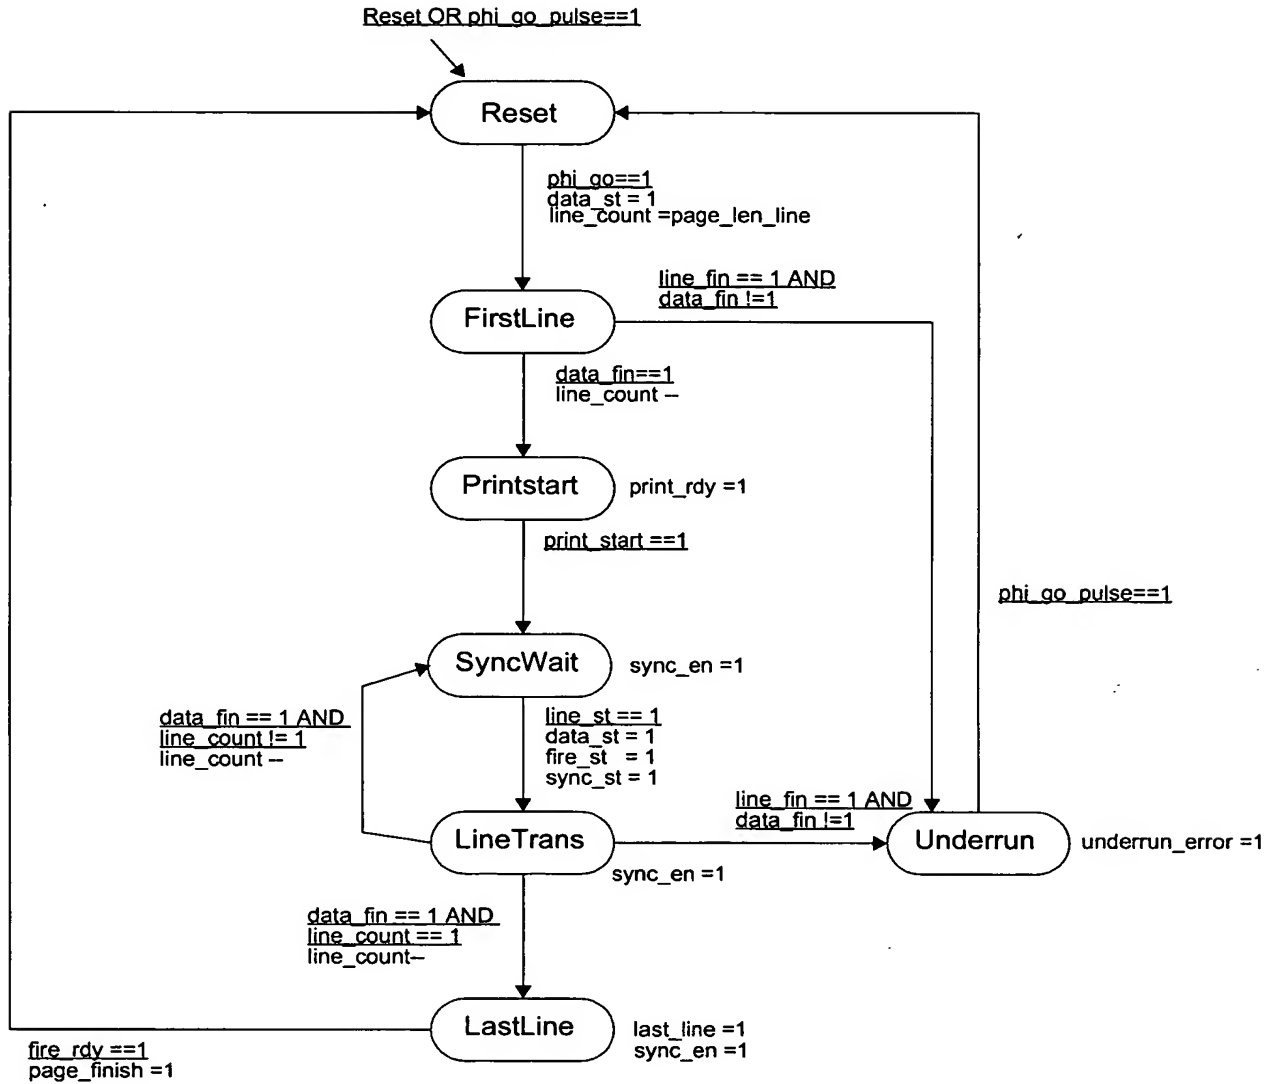 Reset OR phi_go_pulse==1
Reset
phi_go==1
data_st = 1
line_count =page_len_line
line_fin == 1 AND
data_fin !=1
FirstLine
data_fin==1
line_count --
Printstart
print_rdy =1
print_start ==1
phi_go_pulse==1
SyncWait
sync_en =1
data_fin == 1 AND
line_count != 1
line_count --
line_st == 1
data_st = 1
fire_st = 1
sync_st = 1
line_fin == 1 AND
data_fin !=1
LineTrans
sync_en =1
Underrun
underrun_error =1
data_fin == 1 AND
line_count == 1
line_count--
LastLine
last_line =1
sync_en =1
fire_rdy ==1
page_finish =1